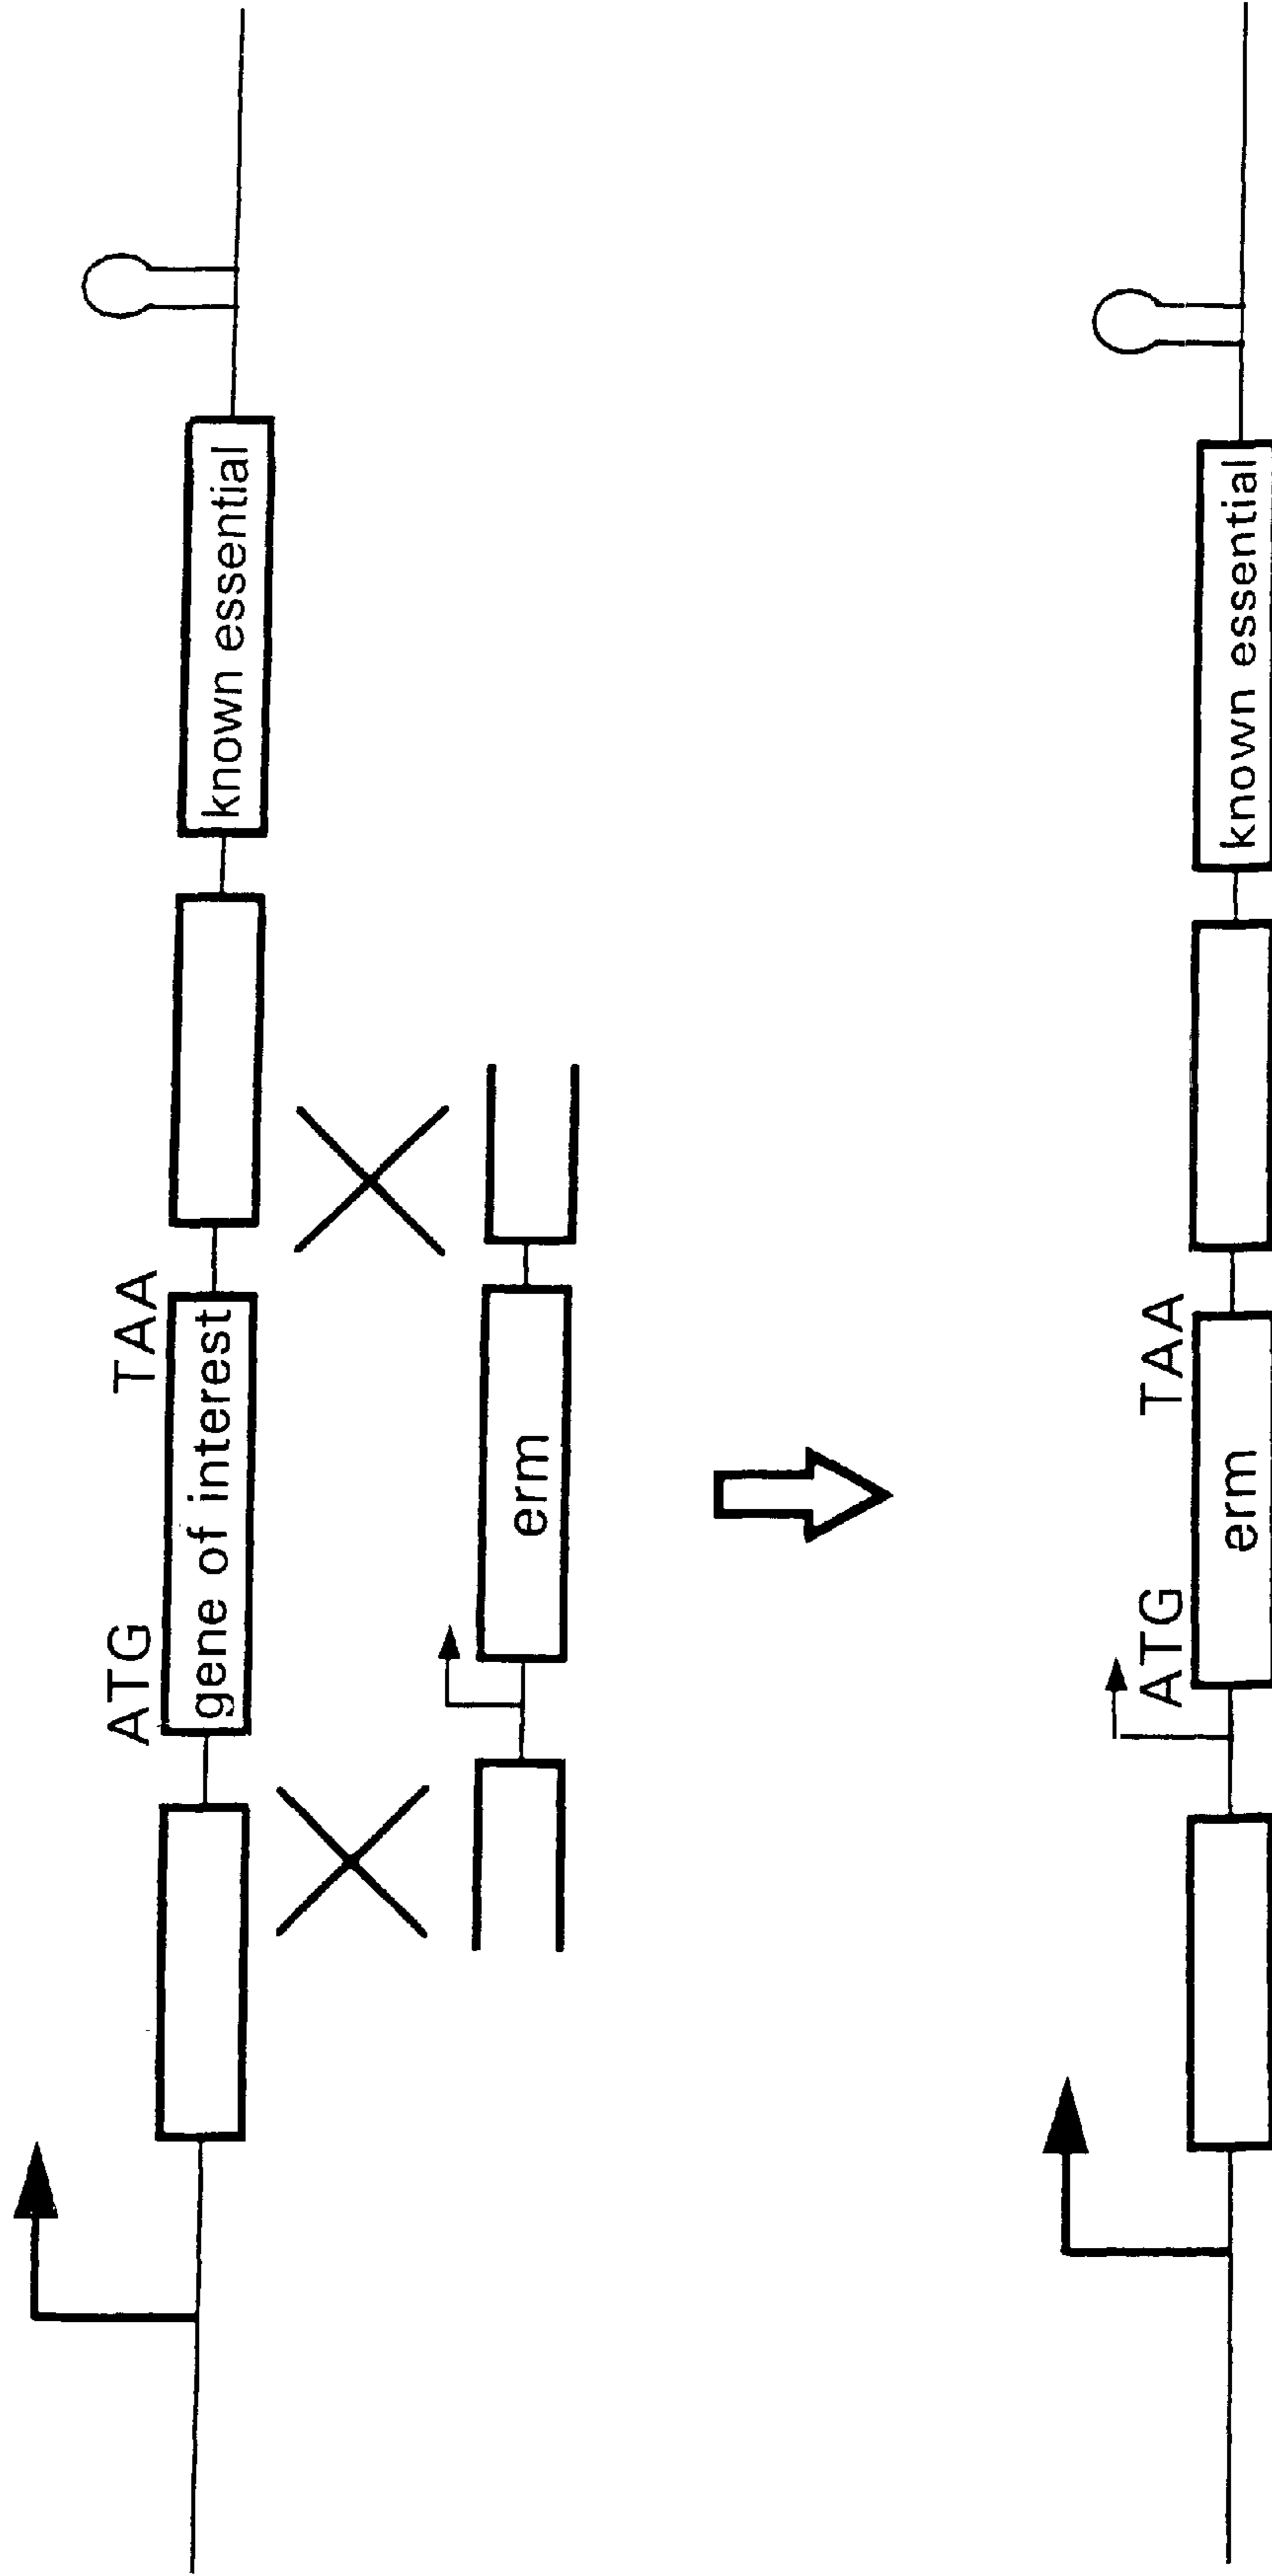 ATG TAA
gene of interest
known essential
erm
ATG TAA
erm
known essential